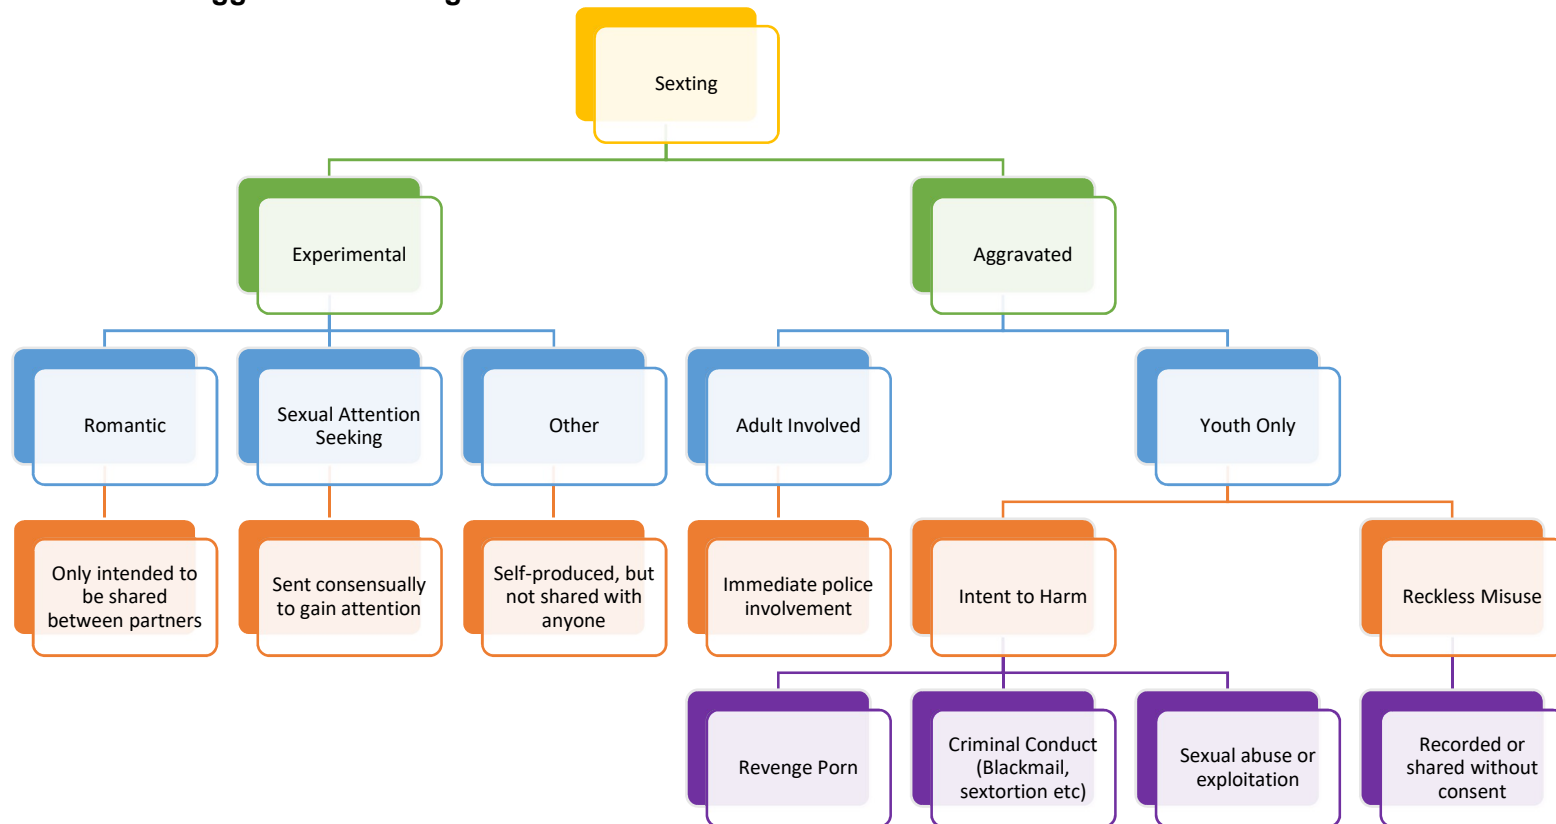 Sexting
Experimental
Aggravated
Romantic
Sexual Attention
Seeking
Other
Adult Involved
Youth Only
Only intended to
be shared
between partners
Sent consensually
to gain attention
Self-produced, but
not shared with
anyone
Immediate police
involvement
Intent to Harm
Reckless Misuse
Revenge Porn
Criminal Conduct
(Blackmail,
sextortion etc)
Sexual abuse or
exploitation
Recorded or
shared without
consent